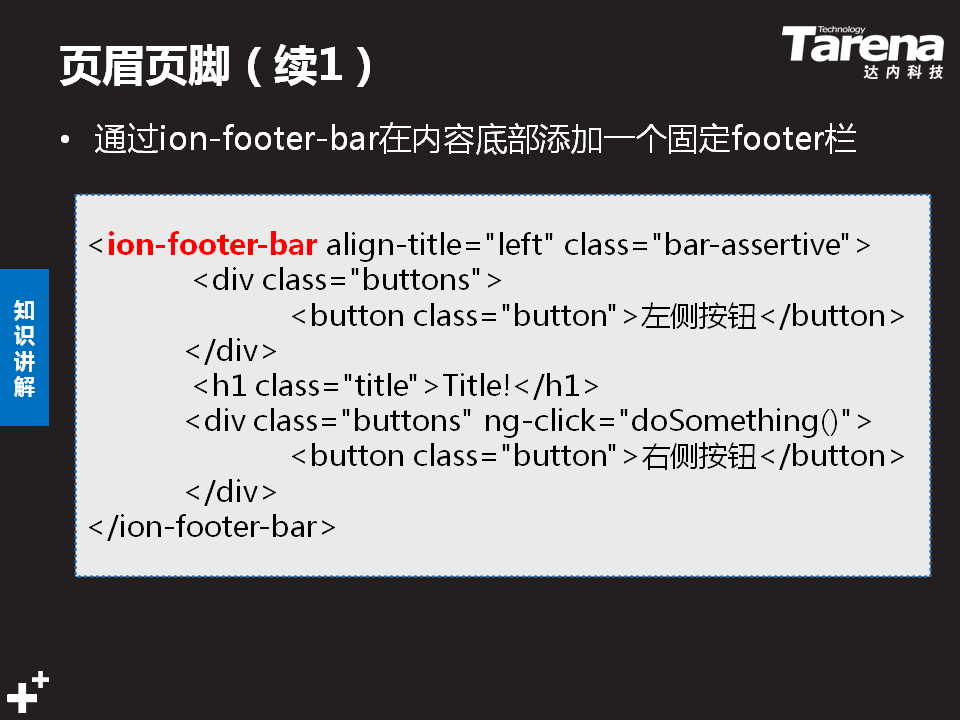 页眉页脚（续1）
Technology
Tarena
达内科技
• 通过ion-footer-bar在内容底部添加一个固定footer栏
<ion-footer-bar align-title="left" class="bar-assertive">
<div class="buttons">
<button class="button">左侧按钮</button>
</div>
<h1 class="title">Title!</h1>
<div class="buttons" ng-click="doSomething()">
<button class="button">右侧按钮</button>
</div>
</ion-footer-bar>
知识讲解